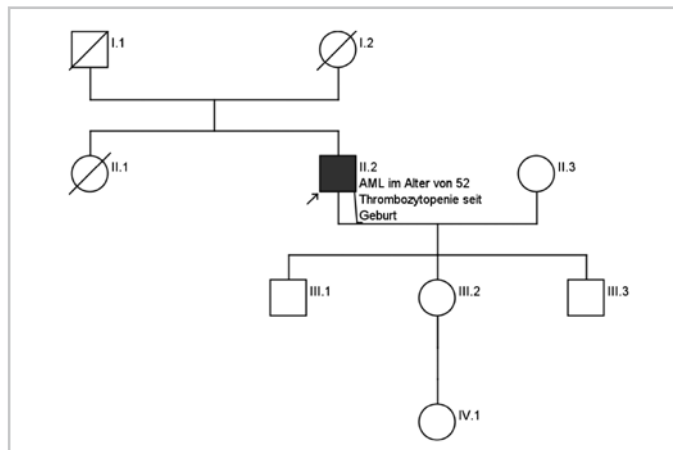 I.1
I.2
II.1
II.2
AML im Alter von 52
Thrombozytopenie seit
Geburt
II.3
III.1
III.2
III.3
IV.1